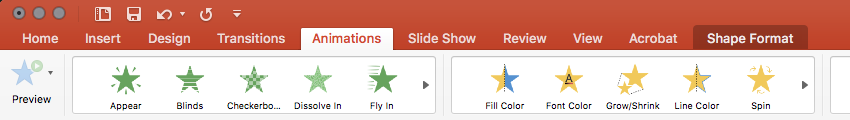 Home Insert Design Transitions Animations Slide Show Review View Acrobat Shape Format
Preview Appear Blinds Checkerbo... Dissolve In Fly In Fill Color Font Color Grow/Shrink Line Color Spin